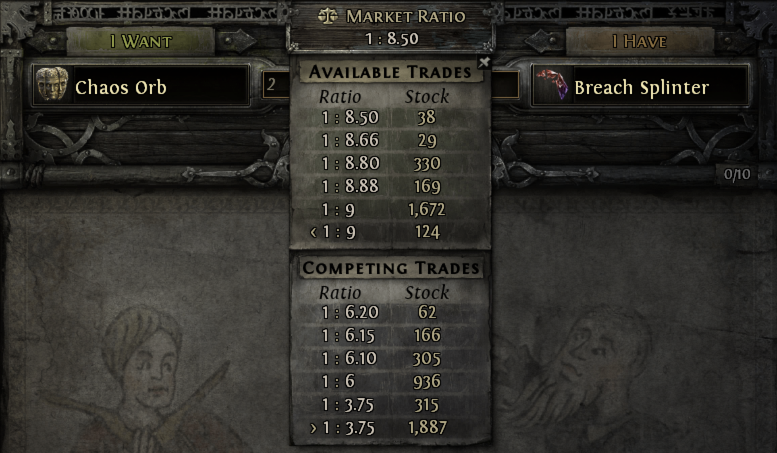 MARKET RATIO
I WANT
1 : 8.50
I HAVE
Chaos Orb
2
Breach Splinter
AVAILABLE TRADES
Ratio Stock
1 : 8.50 38
1 : 8.66 29
1 : 8.80 330
1 : 8.88 169
1 : 9 1,672
< 1 : 9 124
0/10
COMPETING TRADES
Ratio Stock
1 : 6.20 62
1 : 6.15 166
1 : 6.10 305
1 : 6 936
1 : 3.75 315
> 1 : 3.75 1,887